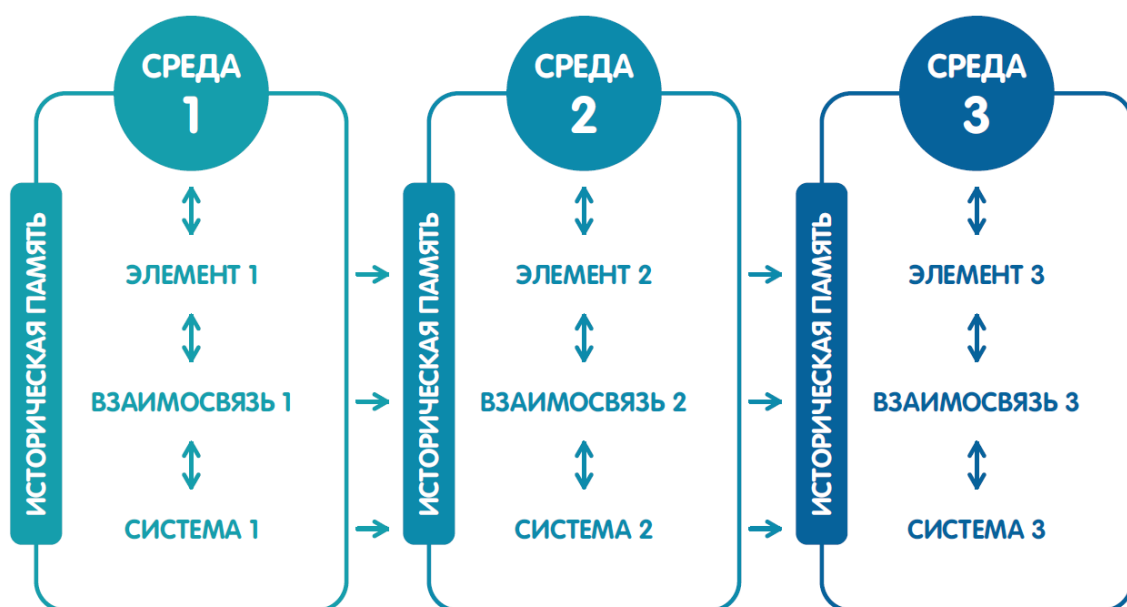 СРЕДА
1
ИСТОРИЧЕСКАЯ ПАМЯТЬ
ЭЛЕМЕНТ 1
ВЗАИМОСВЯЗЬ 1
СИСТЕМА 1
СРЕДА
2
ИСТОРИЧЕСКАЯ ПАМЯТЬ
ЭЛЕМЕНТ 2
ВЗАИМОСВЯЗЬ 2
СИСТЕМА 2
СРЕДА
3
ИСТОРИЧЕСКАЯ ПАМЯТЬ
ЭЛЕМЕНТ 3
ВЗАИМОСВЯЗЬ 3
СИСТЕМА 3